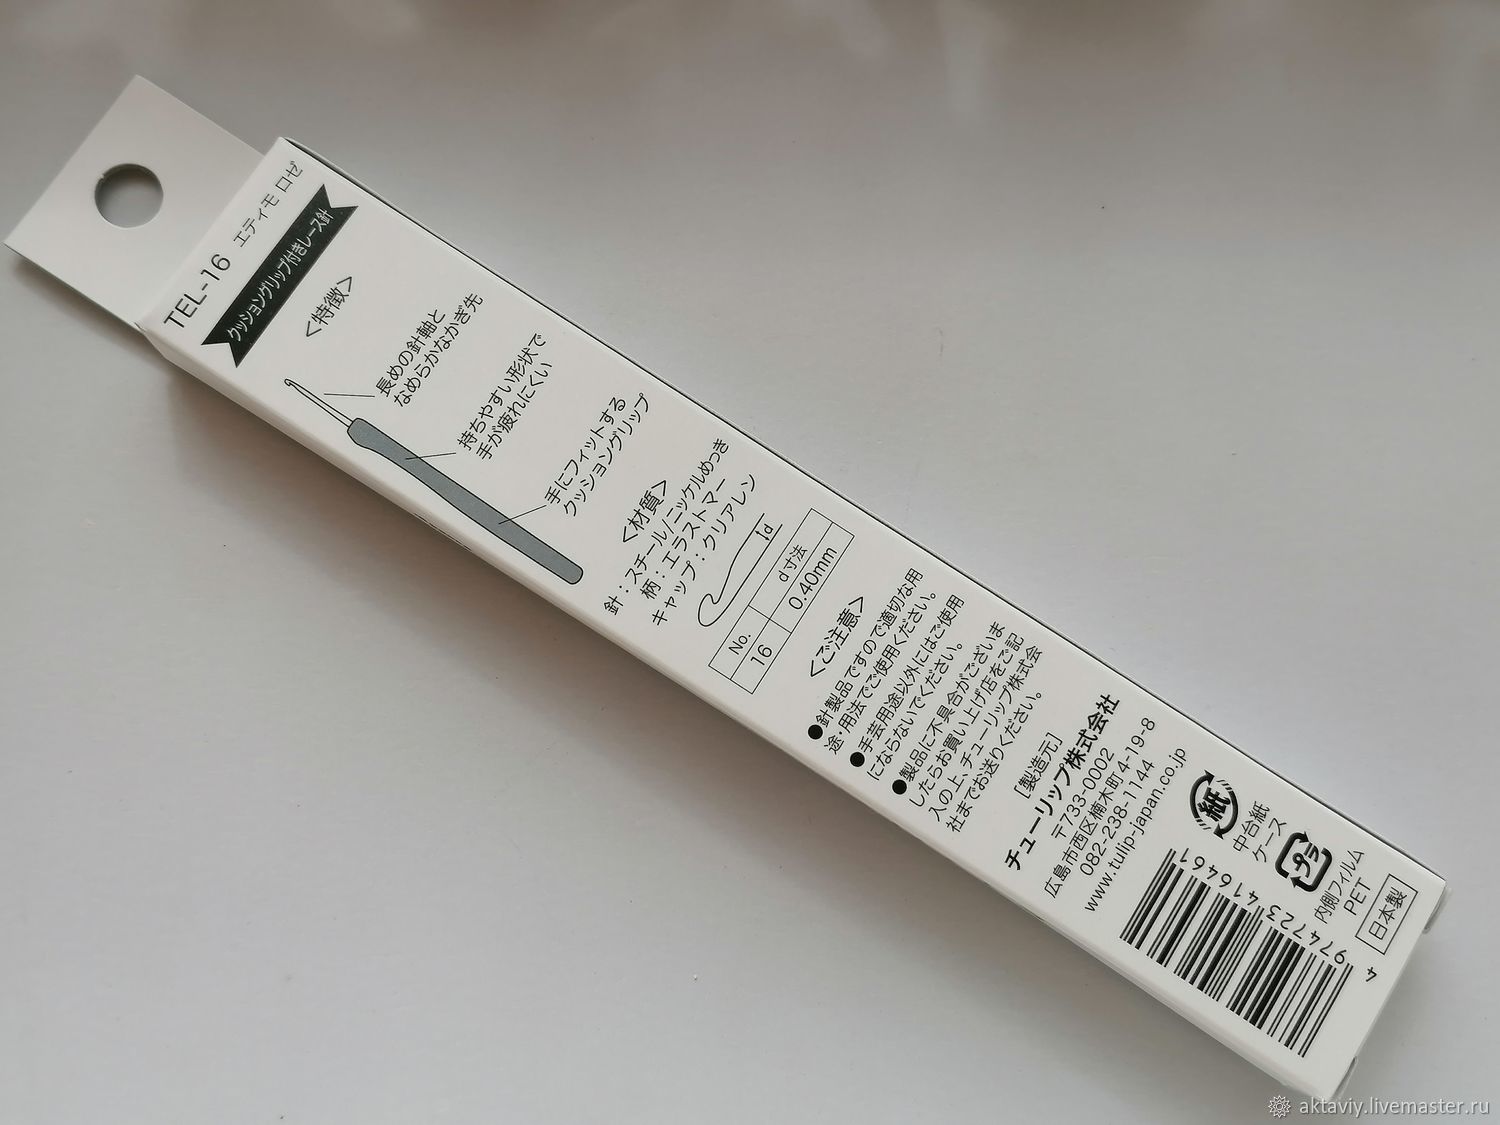 TEL-16 エティモ ロゼ
クッショングリップ付きレース針
<特徴>
長めの針軸と
なめらかなかぎ先
持ちやすい形状で
手が疲れにくい
手にフィットする
クッショングリップ
<材質>
針：スチール/ニッケルめっき
柄：エラストマー
キャップ：クリアレン
d
No. d寸法
16 0.40mm
<ご注意>
●針製品ですので適切な用
途・用法でご使用ください。
●手芸用途以外にはご使用
にならないでください。
●製品に不具合がございま
したらお買い上げ店をご記
入の上、チューリップ株式会
社までお送りください。
[製造元]
チューリップ株式会社
〒733-0002
広島市西区楠木町4-19-8
082-238-1144
www.tulip-japan.co.jp
紙
中台紙
ケース
プラ
内側フィルム
PET
日本製
4 974723 416461
aktaviy.livemaster.ru